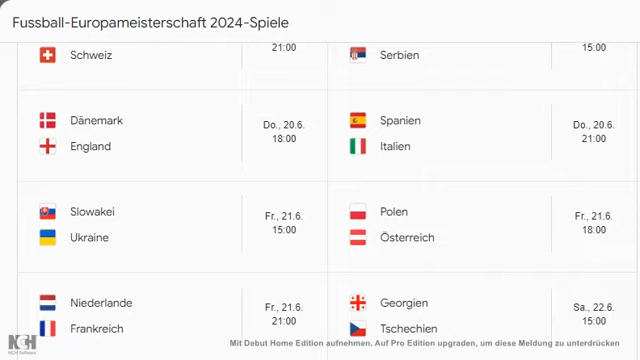 Fussball-Europameisterschaft 2024-Spiele
Schweiz
21:00
Serbien
15:00
Dänemark
England
Do., 20.6.
18:00
Spanien
Italien
Do., 20.6.
21:00
Slowakei
Ukraine
Fr., 21.6.
15:00
Polen
Österreich
Fr., 21.6.
18:00
Niederlande
Frankreich
Fr., 21.6.
21:00
Georgien
Tschechien
Sa., 22.6.
15:00
NCH
NCH Software
Mit Debut Home Edition aufnehmen. Auf Pro Edition upgraden, um diese Meldung zu unterdrücken